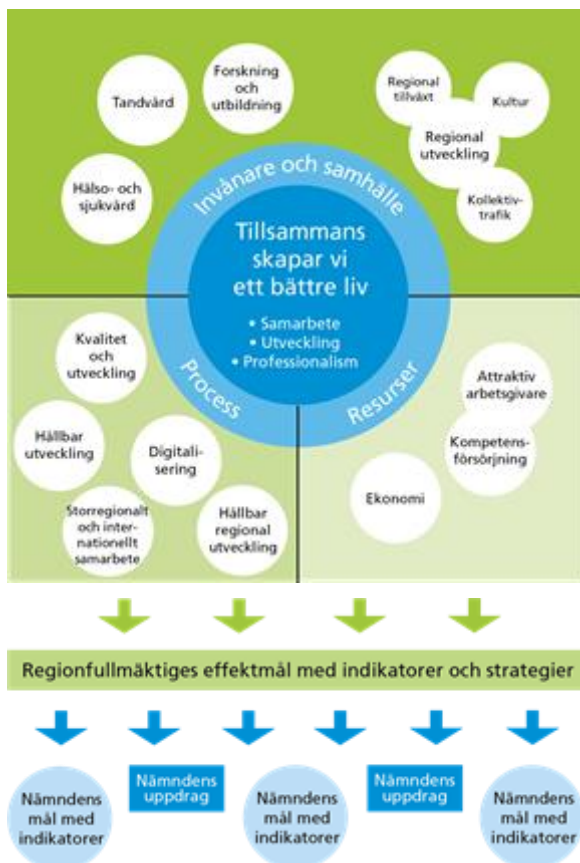 Tandvård
Forskning
och
utbildning
Hälso- och
sjukvård
Regional
tillväxt
Kultur
Regional
utveckling
Kollektiv-
trafik
Invånare och samhälle
Tillsammans
skapar vi
ett bättre liv
• Samarbete
• Utveckling
• Professionalism
Process
Resurser
Kvalitet
och
utveckling
Hållbar
utveckling
Digitali-
sering
Storregionalt
och inter-
nationellt
samarbete
Hållbar
regional
utveckling
Attraktiv
arbetsgivare
Kompetens-
försörjning
Ekonomi
Regionfullmäktiges effektmål med indikatorer och strategier
Nämndens
mål med
indikatorer
Nämndens
uppdrag
Nämndens
mål med
indikatorer
Nämndens
uppdrag
Nämndens
mål med
indikatorer